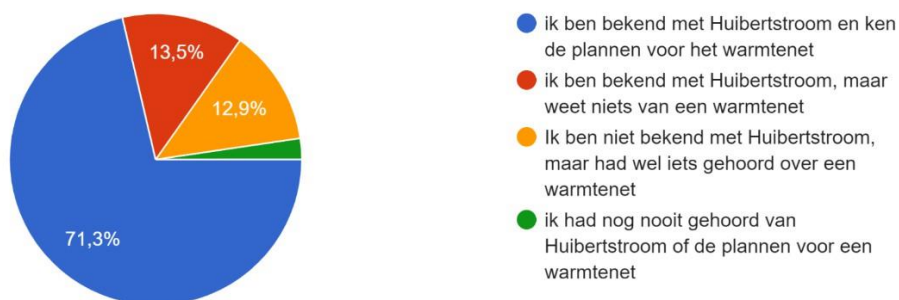 13,5%
12,9%
71,3%
ik ben bekend met Huibertstroom en ken
de plannen voor het warmtenet
ik ben bekend met Huibertstroom, maar
weet niets van een warmtenet
Ik ben niet bekend met Huibertstroom,
maar had wel iets gehoord over een
warmtenet
ik had nog nooit gehoord van
Huibertstroom of de plannen voor een
warmtenet